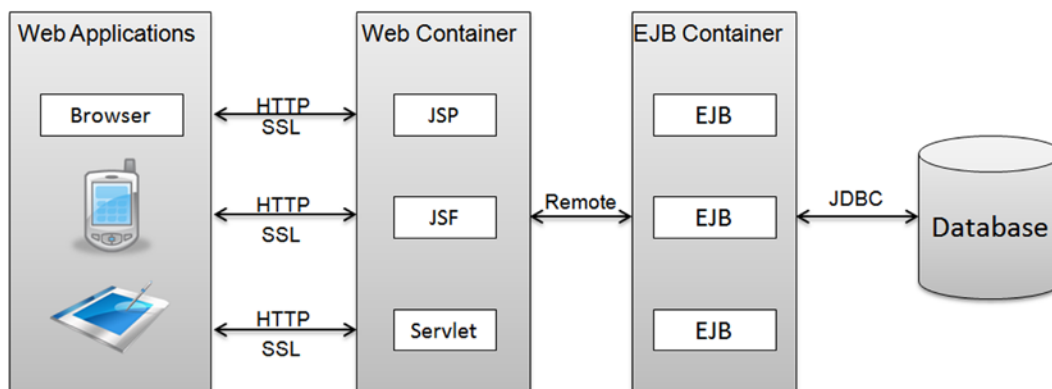 Web Applications
Web Container
EJB Container
Browser
HTTP
SSL
JSP
EJB
HTTP
SSL
JSF
Remote
EJB
JDBC
Database
HTTP
SSL
Servlet
EJB